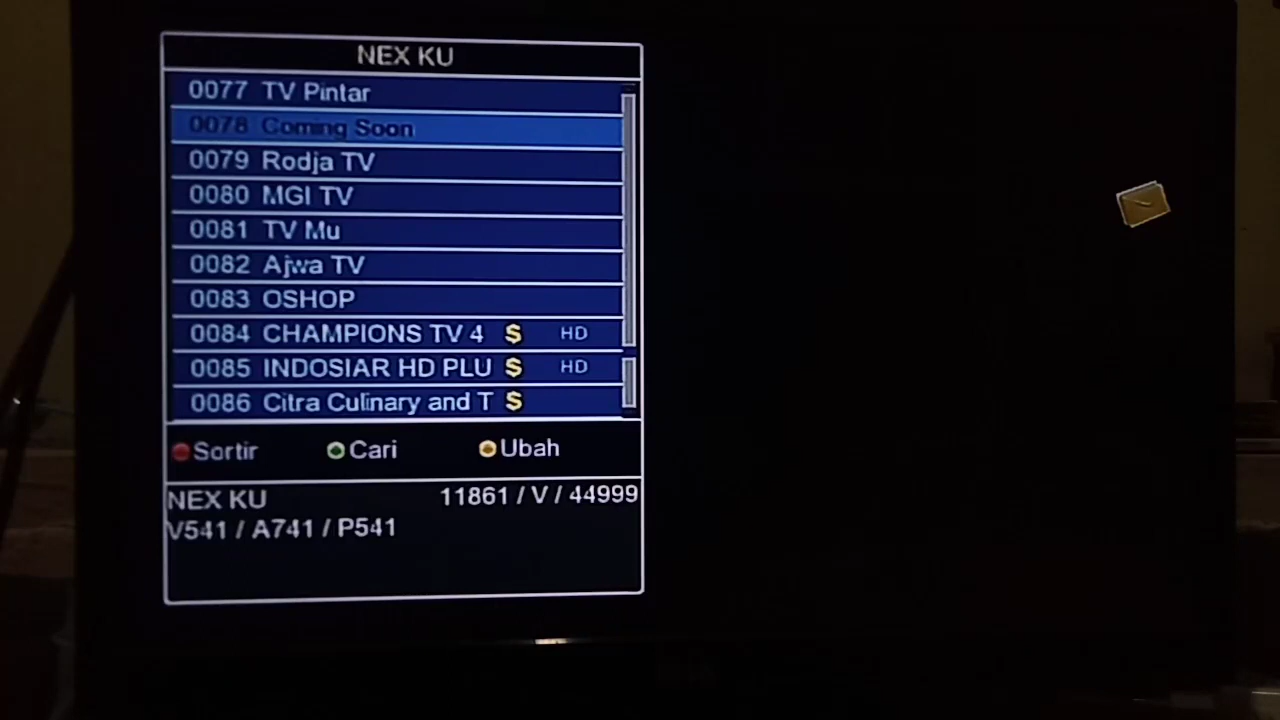 NEX KU
0077 TV Pintar
0078 Coming Soon
0079 Rodja TV
0080 MGI TV
0081 TV Mu
0082 Ajwa TV
0083 OSHOP
0084 CHAMPIONS TV 4 $ HD
0085 INDOSIAR HD PLU $ HD
0086 Citra Culinary and T $
Sortir Cari Ubah
NEX KU 11861 / V / 44999
V541 / A741 / P541